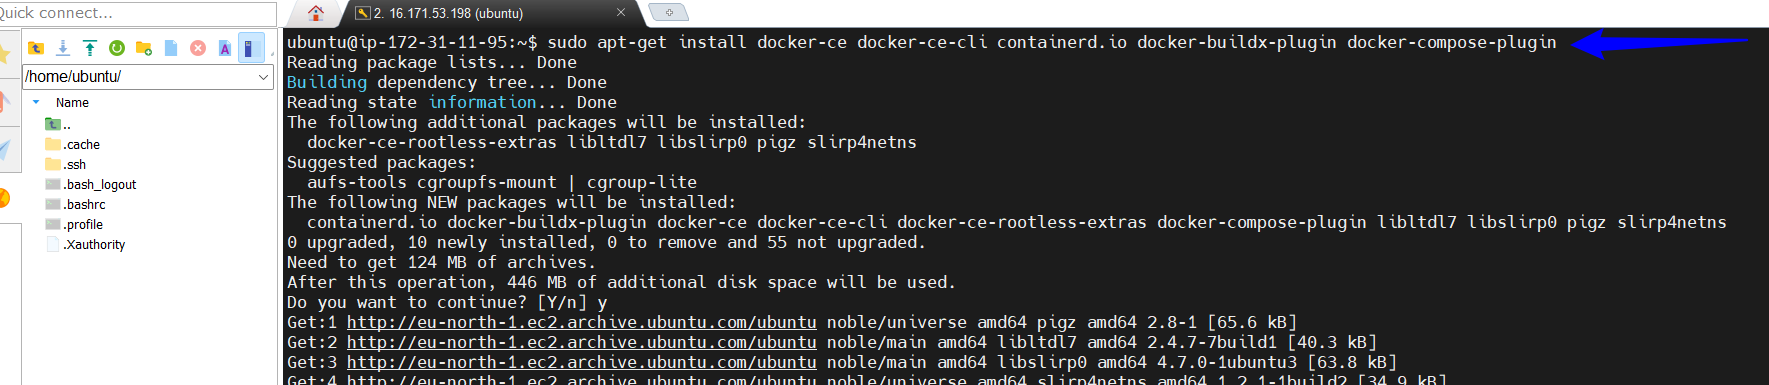 Quick connect...
2. 16.171.53.198 (ubuntu)
/home/ubuntu/
Name
..
.cache
.ssh
.bash_logout
.bashrc
.profile
.Xauthority
ubuntu@ip-172-31-11-95:~$ sudo apt-get install docker-ce docker-ce-cli containerd.io docker-buildx-plugin docker-compose-plugin
Reading package lists... Done
Building dependency tree... Done
Reading state information... Done
The following additional packages will be installed:
docker-ce-rootless-extras libltdl7 libslirp0 pigz slirp4netns
Suggested packages:
aufs-tools cgroupfs-mount | cgroup-lite
The following NEW packages will be installed:
containerd.io docker-buildx-plugin docker-ce docker-ce-cli docker-ce-rootless-extras docker-compose-plugin libltdl7 libslirp0 pigz slirp4netns
0 upgraded, 10 newly installed, 0 to remove and 55 not upgraded.
Need to get 124 MB of archives.
After this operation, 446 MB of additional disk space will be used.
Do you want to continue? [Y/n] y
Get:1 http://eu-north-1.ec2.archive.ubuntu.com/ubuntu noble/universe amd64 pigz amd64 2.8-1 [65.6 kB]
Get:2 http://eu-north-1.ec2.archive.ubuntu.com/ubuntu noble/main amd64 libltdl7 amd64 2.4.7-7build1 [40.3 kB]
Get:3 http://eu-north-1.ec2.archive.ubuntu.com/ubuntu noble/main amd64 libslirp0 amd64 4.7.0-1ubuntu3 [63.8 kB]
Get:4 http://eu-north-1.ec2.archive.ubuntu.com/ubuntu noble/universe amd64 slirp4netns amd64 1.2.1-1build2 [34.9 kB]